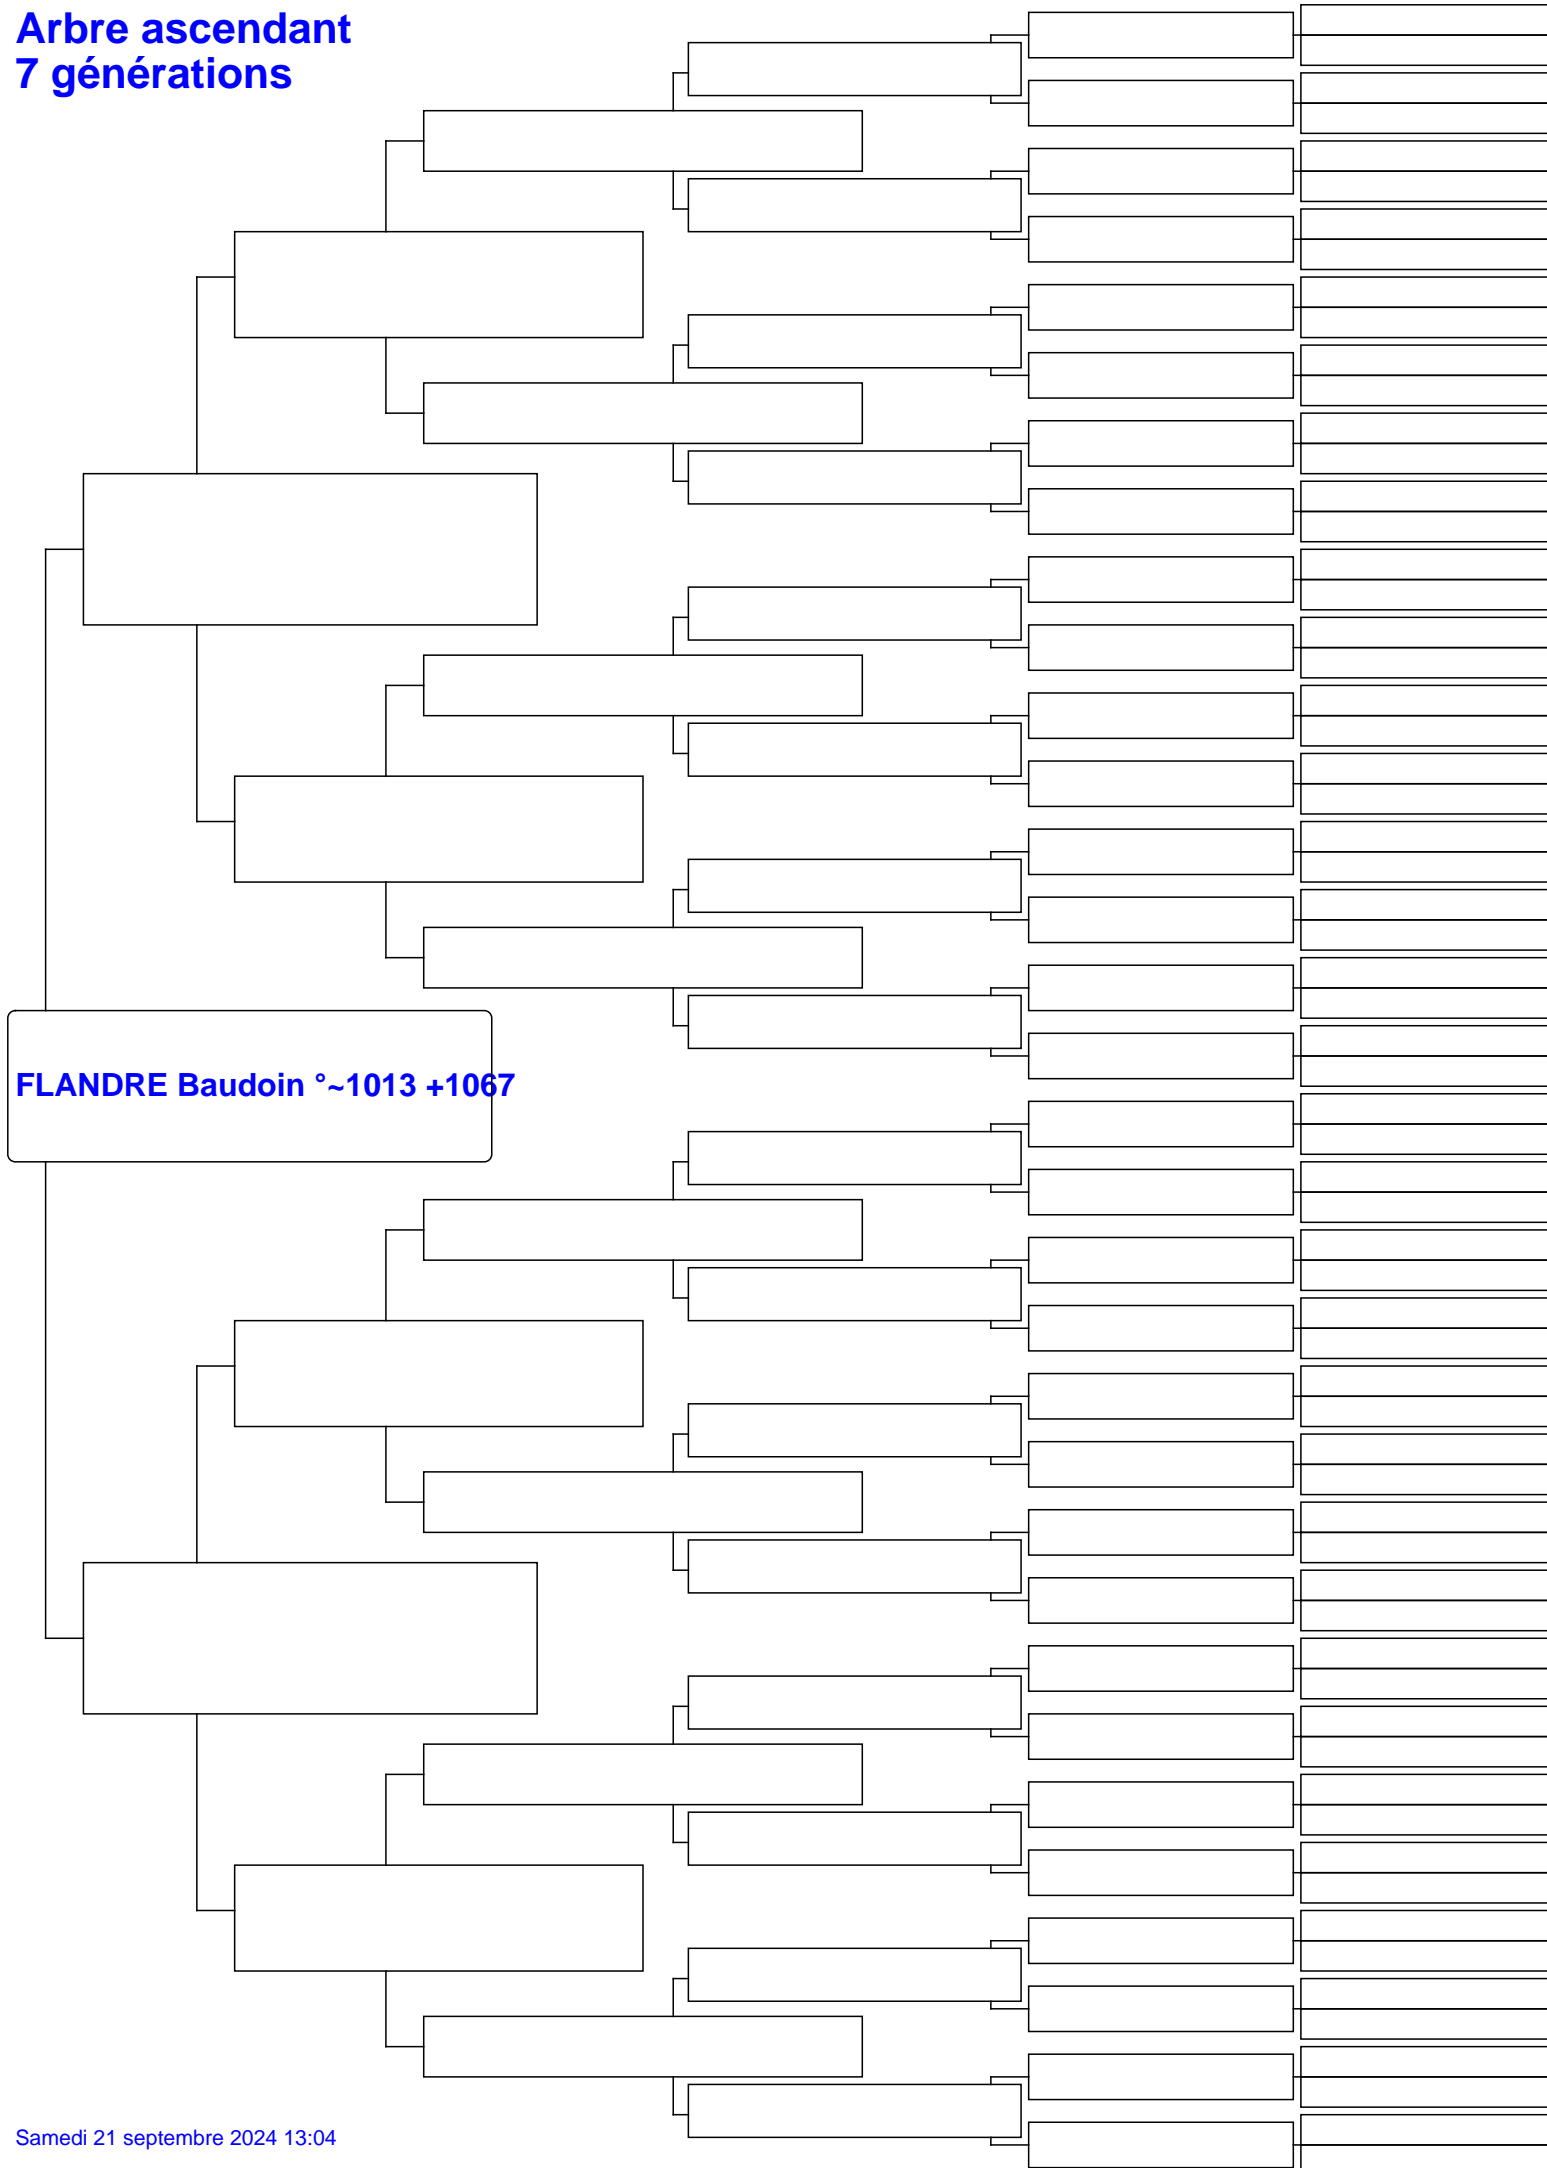 Arbre ascendant
7 générations
FLANDRE Baudoin °~1013 +1067
Samedi 21 septembre 2024 13:04